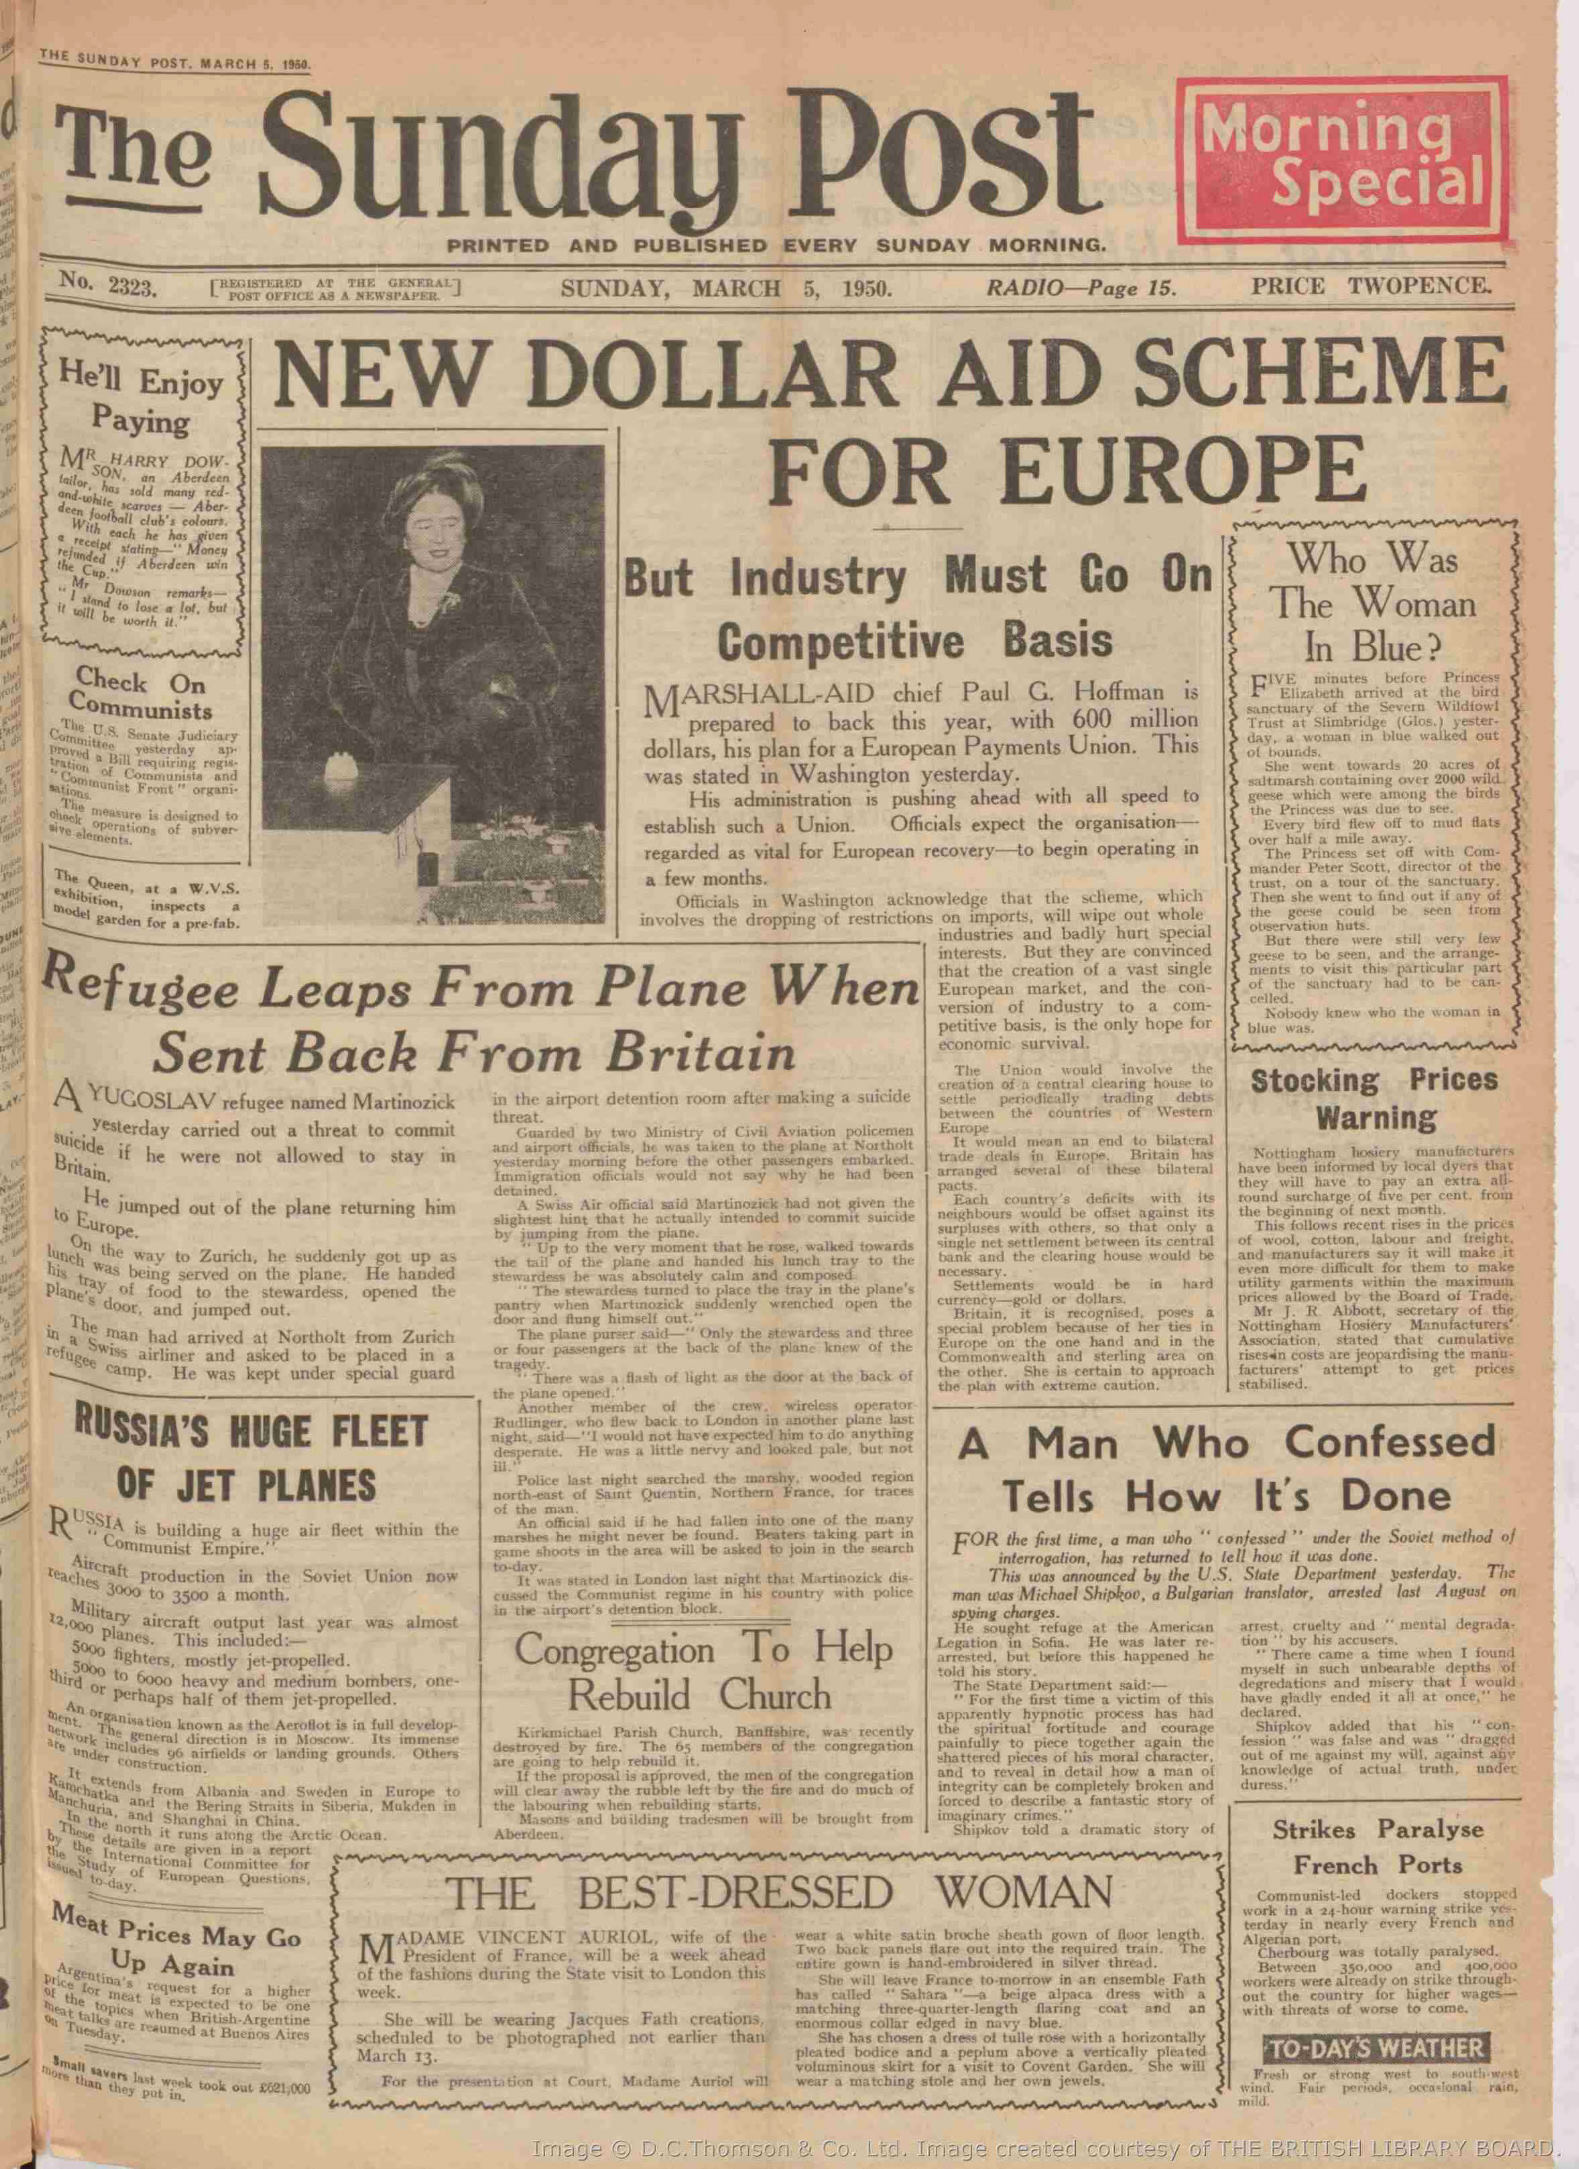 THE SUNDAY POST. MARCH 5, 1950.
The Sunday Post
Morning
Special
PRINTED AND PUBLISHED EVERY SUNDAY MORNING.
No. 2323.
[REGISTERED AT THE GENERAL]
POST OFFICE AS A NEWSPAPER.
SUNDAY, MARCH 5, 1950.
RADIO—Page 15.
PRICE TWOPENCE.
He'll Enjoy
Paying
MR HARRY DOW-
SON, an Aberdeen
tailor, has sold many red-
and-white scarves — Aber-
deen football club's colours.
With each he has given
a receipt stating—"Money
refunded if Aberdeen win
the Cup."
Mr Dowson remarks—
"I stand to lose a lot, but
it will be worth it."
Check On
Communists
The U.S. Senate Judiciary
Committee yesterday ap-
proved a Bill requiring regis-
tration of Communists and
"Communist Front" organi-
sations.
The measure is designed to
check operations of subver-
sive elements.
The Queen, at a W.V.S.
exhibition, inspects a
model garden for a pre-fab.
NEW DOLLAR AID SCHEME
FOR EUROPE
But Industry Must Go On
Competitive Basis
MARSHALL-AID chief Paul G. Hoffman is
prepared to back this year, with 600 million
dollars, his plan for a European Payments Union. This
was stated in Washington yesterday.
His administration is pushing ahead with all speed to
establish such a Union. Officials expect the organisation—
regarded as vital for European recovery—to begin operating in
a few months.
Officials in Washington acknowledge that the scheme, which
involves the dropping of restrictions on imports, will wipe out whole
industries and badly hurt special
interests. But they are convinced
that the creation of a vast single
European market, and the con-
version of industry to a com-
petitive basis, is the only hope for
economic survival.
The Union would involve the
creation of a central clearing house to
settle periodically trading debts
between the countries of Western
Europe
It would mean an end to bilateral
trade deals in Europe. Britain has
arranged several of these bilateral
pacts.
Each country's deficits with its
neighbours would be offset against its
surpluses with others, so that only a
single net settlement between its central
bank and the clearing house would be
necessary.
Settlements would be in hard
currency—gold or dollars.
Britain, it is recognised, poses a
special problem because of her ties in
Europe on the one hand and in the
Commonwealth and sterling area on
the other. She is certain to approach
the plan with extreme caution.
Who Was
The Woman
In Blue?
FIVE minutes before Princess
Elizabeth arrived at the bird
sanctuary of the Severn Wildfowl
Trust at Slimbridge (Glos.) yester-
day, a woman in blue walked out
of bounds.
She went towards 20 acres of
saltmarsh containing over 2000 wild
geese which were among the birds
the Princess was due to see.
Every bird flew off to mud flats
over half a mile away.
The Princess set off with Com-
mander Peter Scott, director of the
trust, on a tour of the sanctuary.
Then she went to find out if any of
the geese could be seen from
observation huts.
But there were still very few
geese to be seen, and the arrange-
ments to visit this particular part
of the sanctuary had to be can-
celled.
Nobody knew who the woman in
blue was.
Stocking Prices
Warning
Nottingham hosiery manufacturers
have been informed by local dyers that
they will have to pay an extra all-
round surcharge of five per cent. from
the beginning of next month.
This follows recent rises in the prices
of wool, cotton, labour and freight,
and manufacturers say it will make it
even more difficult for them to make
utility garments within the maximum
prices allowed by the Board of Trade.
Mr J. R. Abbott, secretary of the
Nottingham Hosiery Manufacturers'
Association, stated that cumulative
rises in costs are jeopardising the manu-
facturers' attempt to get prices
stabilised.
Refugee Leaps From Plane When
Sent Back From Britain
A YUGOSLAV refugee named Martinozick
yesterday carried out a threat to commit
suicide if he were not allowed to stay in
Britain.
He jumped out of the plane returning him
to Europe.
On the way to Zurich, he suddenly got up as
lunch was being served on the plane. He handed
his tray of food to the stewardess, opened the
plane's door, and jumped out.
The man had arrived at Northolt from Zurich
in a Swiss airliner and asked to be placed in a
refugee camp. He was kept under special guard
in the airport detention room after making a suicide
threat.
Guarded by two Ministry of Civil Aviation policemen
and airport officials, he was taken to the plane at Northolt
yesterday morning before the other passengers embarked.
Immigration officials would not say why he had been
detained.
A Swiss Air official said Martinozick had not given the
slightest hint that he actually intended to commit suicide
by jumping from the plane.
"Up to the very moment that he rose, walked towards
the tail of the plane and handed his lunch tray to the
stewardess he was absolutely calm and composed.
"The stewardess turned to place the tray in the plane's
pantry when Martinozick suddenly wrenched open the
door and flung himself out."
The plane purser said—"Only the stewardess and three
or four passengers at the back of the plane knew of the
tragedy.
"There was a flash of light as the door at the back of
the plane opened."
Another member of the crew, wireless operator
Rudlinger, who flew back to London in another plane last
night, said—"I would not have expected him to do anything
desperate. He was a little nervy and looked pale, but not
ill."
Police last night searched the marshy, wooded region
north-east of Saint Quentin, Northern France, for traces
of the man.
An official said if he had fallen into one of the many
marshes he might never be found. Beaters taking part in
game shoots in the area will be asked to join in the search
to-day.
It was stated in London last night that Martinozick dis-
cussed the Communist regime in his country with police
in the airport's detention block.
RUSSIA'S HUGE FLEET
OF JET PLANES
RUSSIA is building a huge air fleet within the
"Communist Empire."
Aircraft production in the Soviet Union now
reaches 3000 to 3500 a month.
Military aircraft output last year was almost
12,000 planes. This included:—
5000 fighters, mostly jet-propelled.
5000 to 6000 heavy and medium bombers, one-
third or perhaps half of them jet-propelled.
An organisation known as the Aeroflot is in full develop-
ment. The general direction is in Moscow. Its immense
network includes 96 airfields or landing grounds. Others
are under construction.
It extends from Albania and Sweden in Europe to
Kamchatka and the Bering Straits in Siberia, Mukden in
Manchuria, and Shanghai in China.
In the north it runs along the Arctic Ocean.
These details are given in a report
by the International Committee for
the Study of European Questions,
issued to-day.
Congregation To Help
Rebuild Church
Kirkmichael Parish Church, Banffshire, was recently
destroyed by fire. The 65 members of the congregation
are going to help rebuild it.
If the proposal is approved, the men of the congregation
will clear away the rubble left by the fire and do much of
the labouring when rebuilding starts.
Masons and building tradesmen will be brought from
Aberdeen.
A Man Who Confessed
Tells How It's Done
FOR the first time, a man who "confessed" under the Soviet method of
interrogation, has returned to tell how it was done.
This was announced by the U.S. State Department yesterday. The
man was Michael Shipkov, a Bulgarian translator, arrested last August on
spying charges.
He sought refuge at the American
Legation in Sofia. He was later re-
arrested, but before this happened he
told his story.
The State Department said:—
"For the first time a victim of this
apparently hypnotic process has had
the spiritual fortitude and courage
painfully to piece together again the
shattered pieces of his moral character,
and to reveal in detail how a man of
integrity can be completely broken and
forced to describe a fantastic story of
imaginary crimes."
Shipkov told a dramatic story of
arrest, cruelty and "mental degrada-
tion" by his accusers.
"There came a time when I found
myself in such unbearable depths of
degredations and misery that I would
have gladly ended it all at once," he
declared.
Shipkov added that his "con-
fession" was false and was "dragged
out of me against my will, against any
knowledge of actual truth, under
duress."
Strikes Paralyse
French Ports
Communist-led dockers stopped
work in a 24-hour warning strike yes-
terday in nearly every French and
Algerian port.
Cherbourg was totally paralysed.
Between 350,000 and 400,000
workers were already on strike through-
out the country for higher wages—
with threats of worse to come.
TO-DAY'S WEATHER
Fresh or strong west to south-west
wind. Fair periods, occasional rain,
mild.
Meat Prices May Go
Up Again
Argentina's request for a higher
price for meat is expected to be one
of the topics when British-Argentine
meat talks are resumed at Buenos Aires
on Tuesday.
Small savers last week took out £621,000
more than they put in.
THE BEST-DRESSED WOMAN
MADAME VINCENT AURIOL, wife of the
President of France, will be a week ahead
of the fashions during the State visit to London this
week.
She will be wearing Jacques Fath creations,
scheduled to be photographed not earlier than
March 13.
For the presentation at Court, Madame Auriol will
wear a white satin broche sheath gown of floor length.
Two back panels flare out into the required train. The
entire gown is hand-embroidered in silver thread.
She will leave France to-morrow in an ensemble Fath
has called "Sahara"—a beige alpaca dress with a
matching three-quarter-length flaring coat and an
enormous collar edged in navy blue.
She has chosen a dress of tulle rose with a horizontally
pleated bodice and a peplum above a vertically pleated
voluminous skirt for a visit to Covent Garden. She will
wear a matching stole and her own jewels.
Image © D.C.Thomson & Co. Ltd. Image created courtesy of THE BRITISH LIBRARY BOARD.